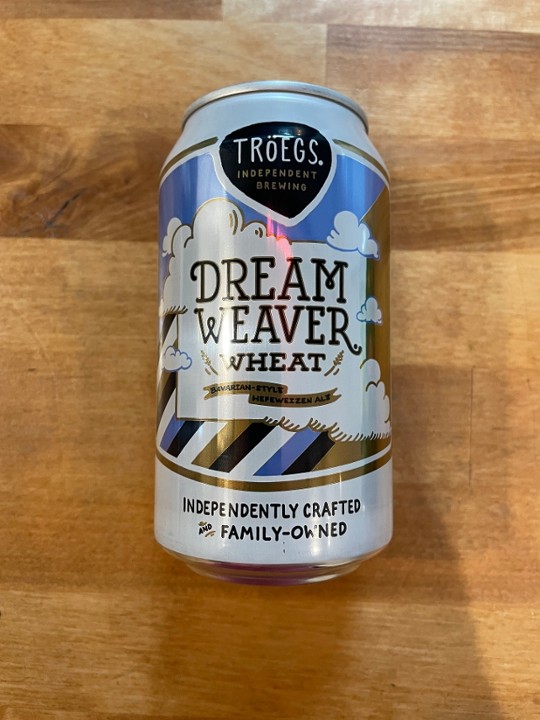 TRÖEGS.
INDEPENDENT
BREWING
DREAM
WEAVER
WHEAT
BAVARIAN-STYLE
HEFEWEIZEN ALE
INDEPENDENTLY CRAFTED
AND FAMILY-OWNED